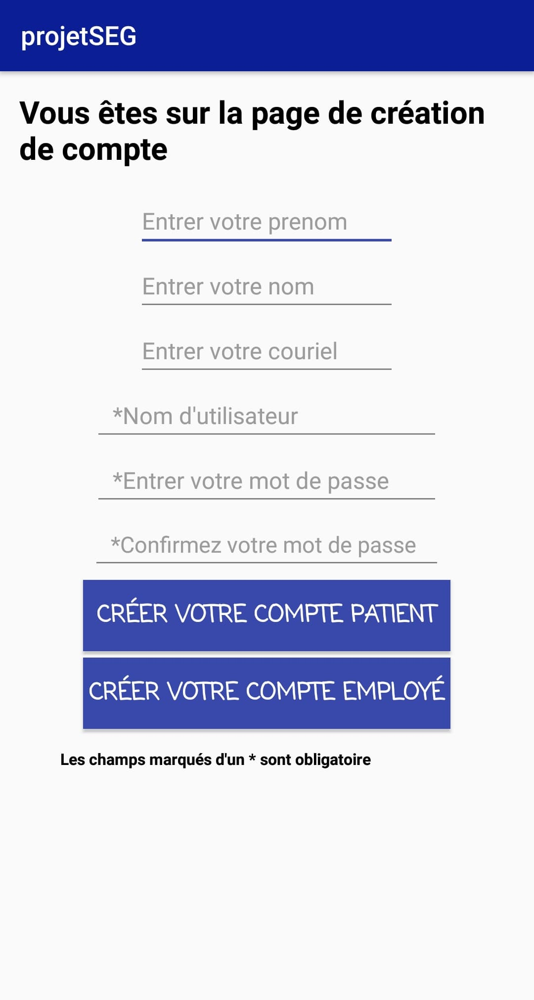 projetSEG
Vous êtes sur la page de création
de compte
Entrer votre prenom
Entrer votre nom
Entrer votre couriel
*Nom d'utilisateur
*Entrer votre mot de passe
*Confirmez votre mot de passe
CRÉER VOTRE COMPTE PATIENT
CRÉER VOTRE COMPTE EMPLOYÉ
Les champs marqués d'un * sont obligatoire